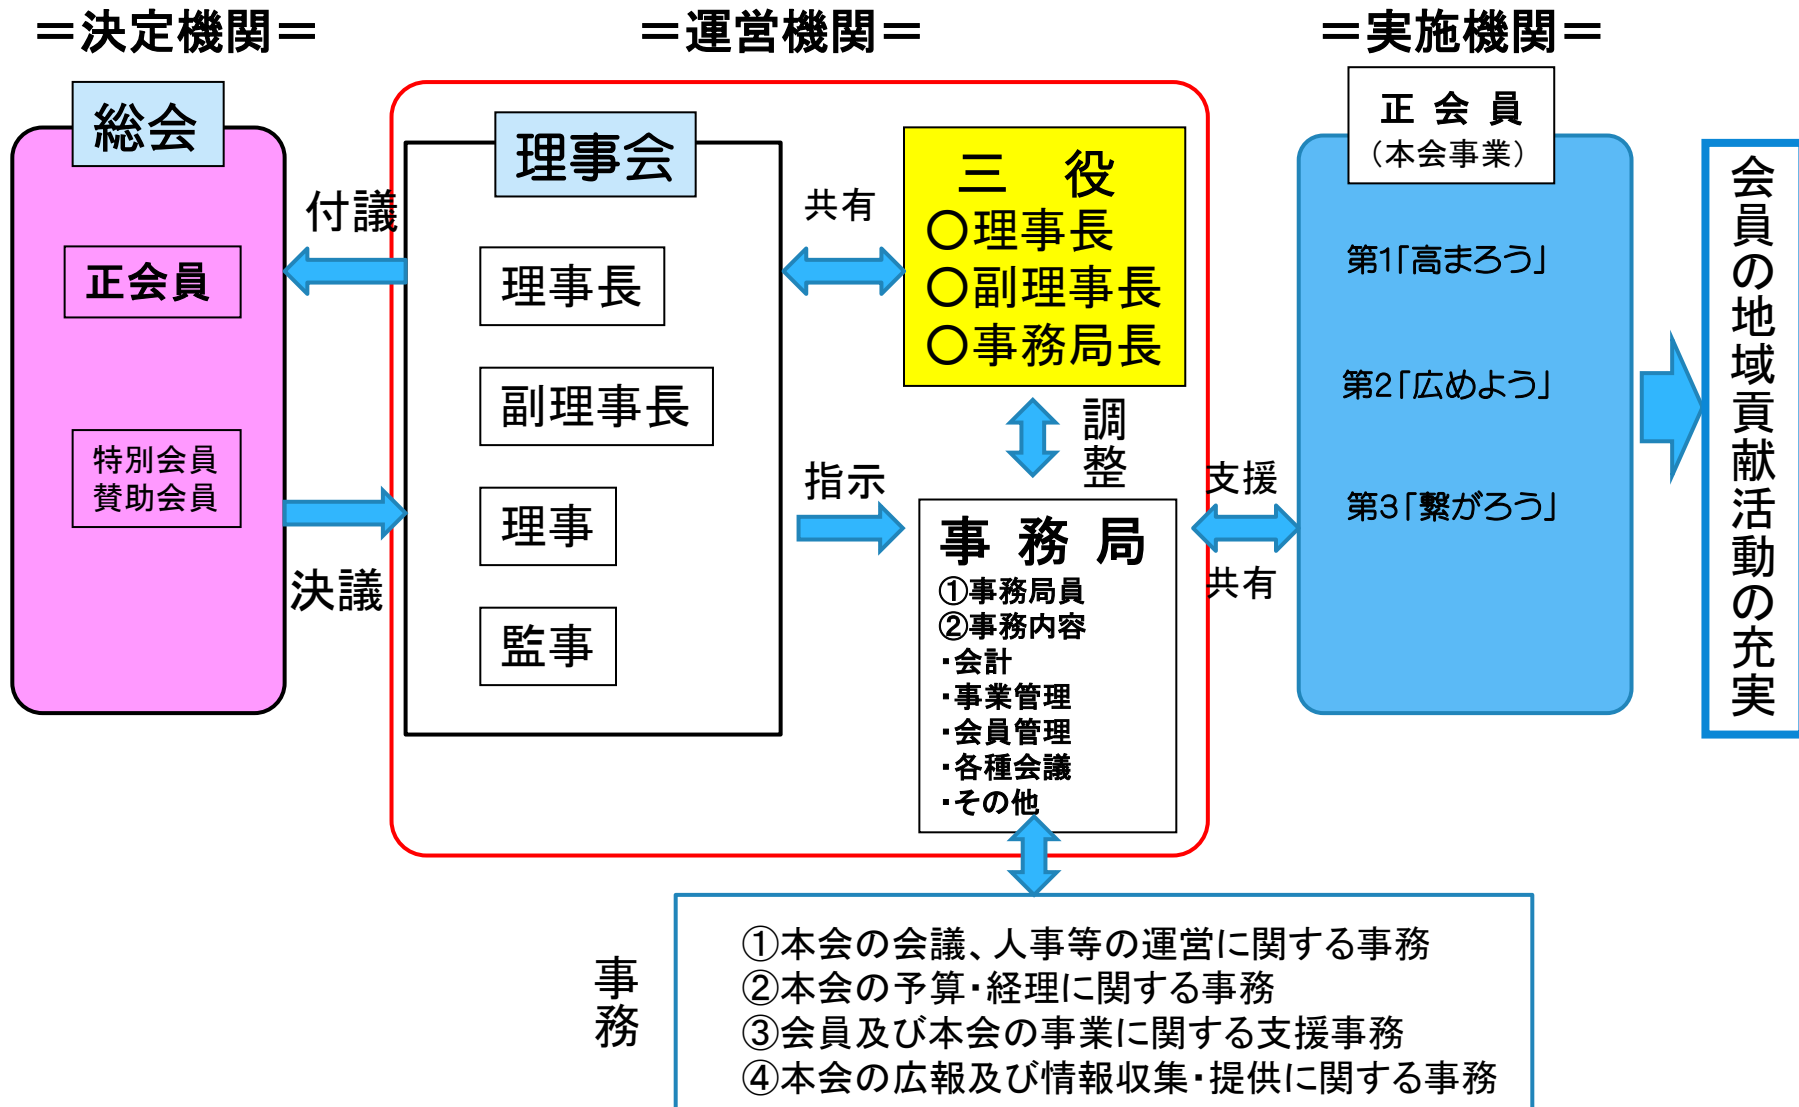 ＝決定機関＝
＝運営機関＝
＝実施機関＝
総会
正会員
特別会員
賛助会員
付議
決議
理事会
理事長
副理事長
理事
監事
共有
指示
三　役
○理事長
○副理事長
○事務局長
調整
事 務 局
①事務局員
②事務内容
・会計
・事業管理
・会員管理
・各種会議
・その他
支援
共有
正 会 員
（本会事業）
第1「高まろう」
第2「広めよう」
第3「繋がろう」
会員の地域貢献活動の充実
事務
①本会の会議、人事等の運営に関する事務
②本会の予算・経理に関する事務
③会員及び本会の事業に関する支援事務
④本会の広報及び情報収集・提供に関する事務